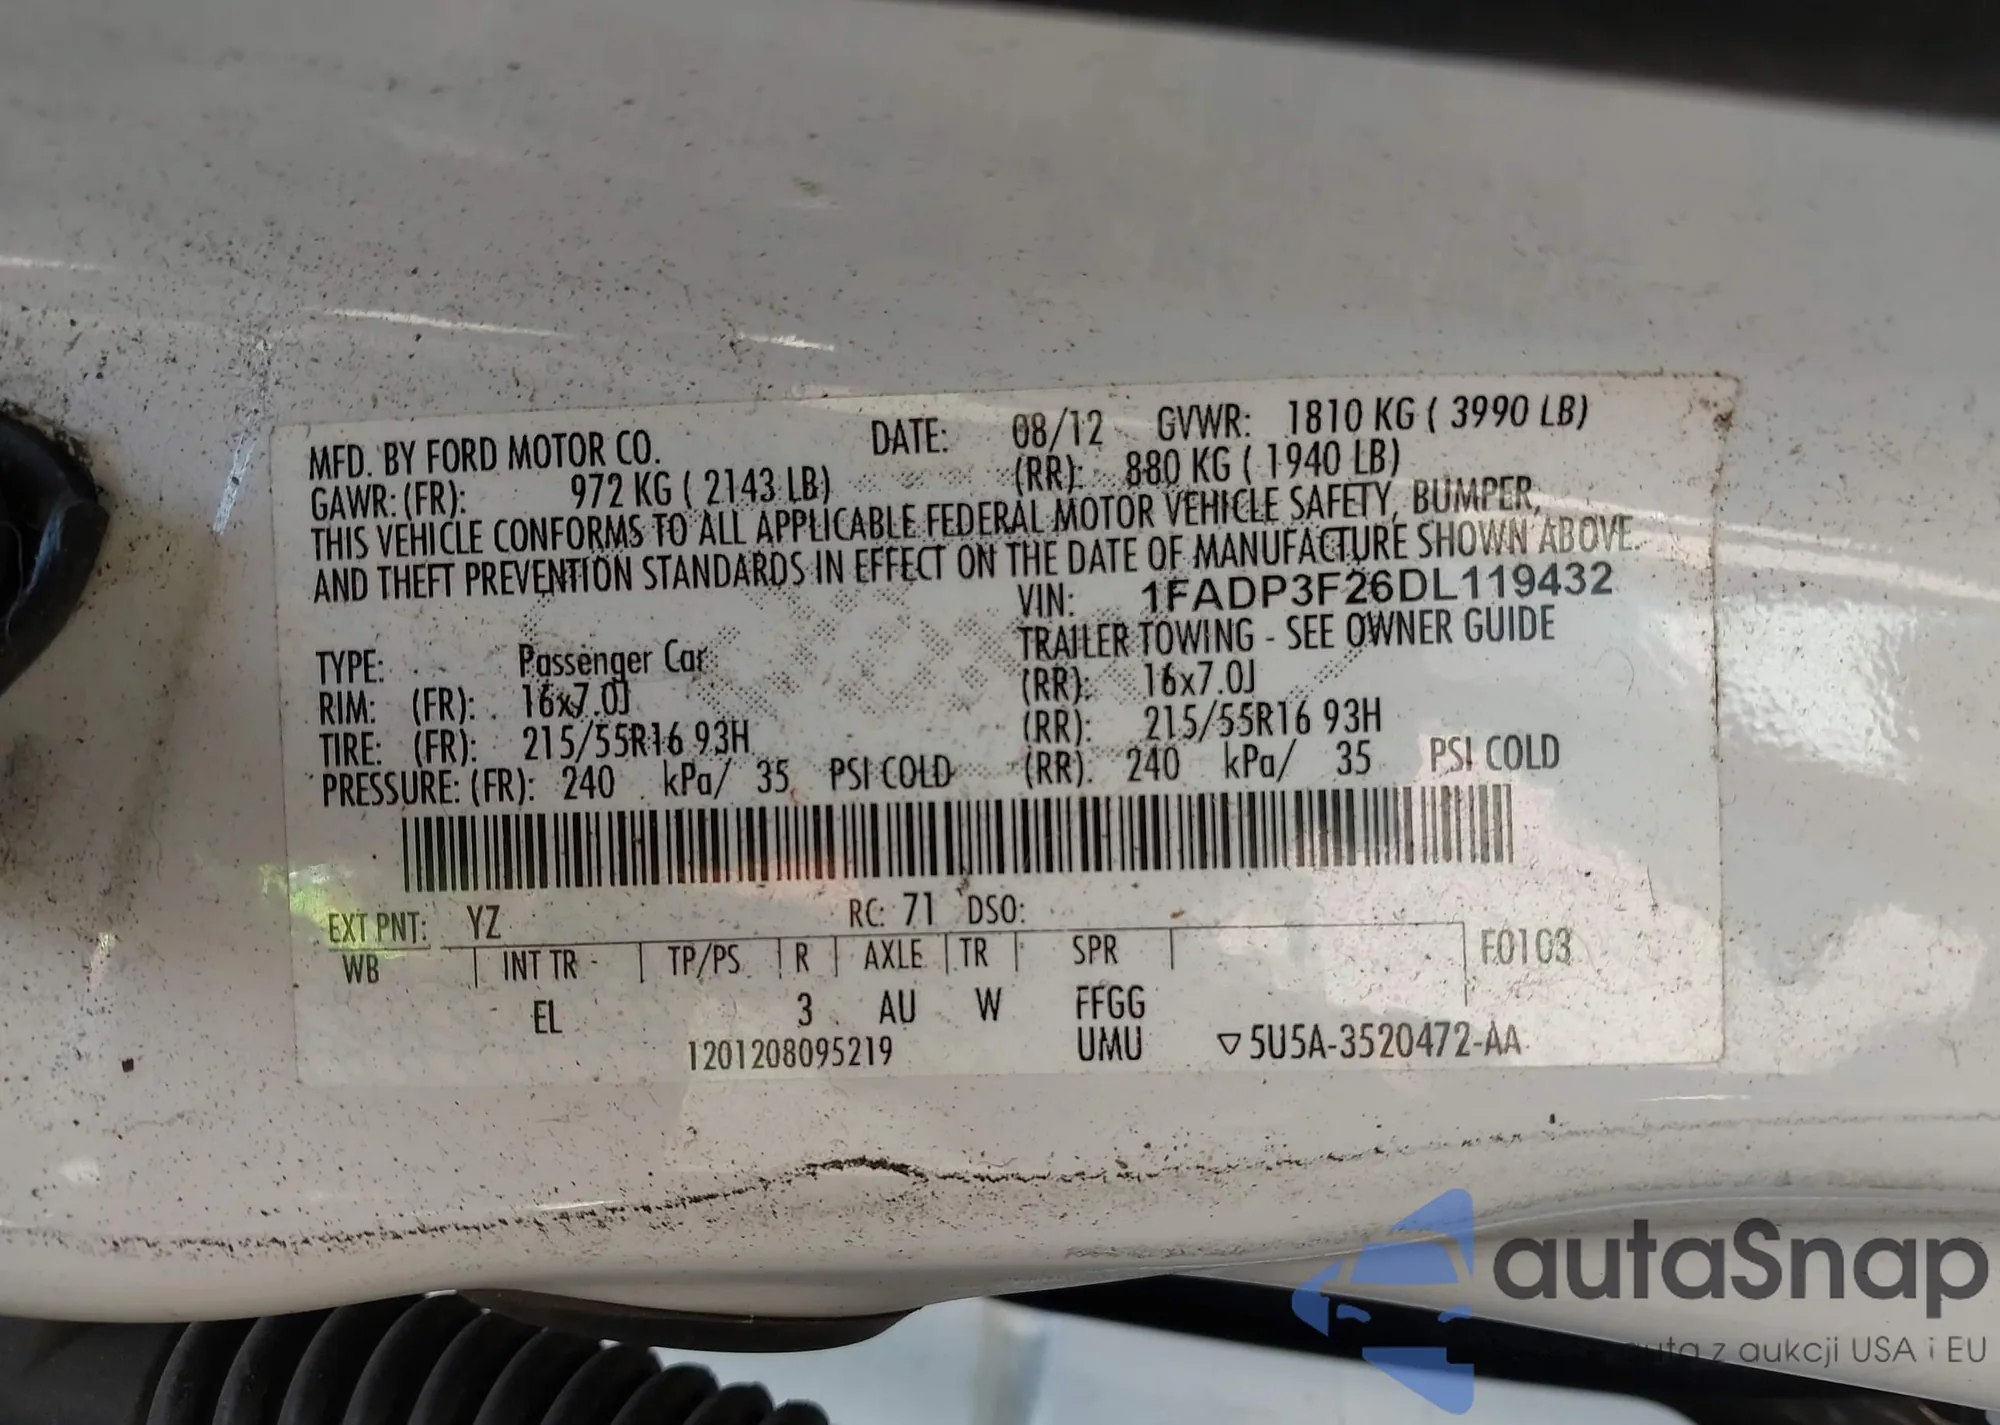 MFD. BY FORD MOTOR CO. DATE: 08/12 GVWR: 1810 KG ( 3990 LB)
GAWR: (FR): 972 KG ( 2143 LB) (RR): 880 KG ( 1940 LB)
THIS VEHICLE CONFORMS TO ALL APPLICABLE FEDERAL MOTOR VEHICLE SAFETY, BUMPER,
AND THEFT PREVENTION STANDARDS IN EFFECT ON THE DATE OF MANUFACTURE SHOWN ABOVE.
VIN: 1FADP3F26DL119432
TRAILER TOWING - SEE OWNER GUIDE
TYPE: Passenger Car
RIM: (FR): 16x7.0J (RR): 16x7.0J
TIRE: (FR): 215/55R16 93H (RR): 215/55R16 93H
PRESSURE: (FR): 240 kPa/ 35 PSI COLD (RR): 240 kPa/ 35 PSI COLD
EXT PNT: YZ RC: 71 DSO:
WB INT TR TP/PS R AXLE TR SPR F0103
EL 3 AU W FFGG
1201208095219 UMU ▽5U5A-3520472-AA
autaSnap
auta z aukcji USA i EU